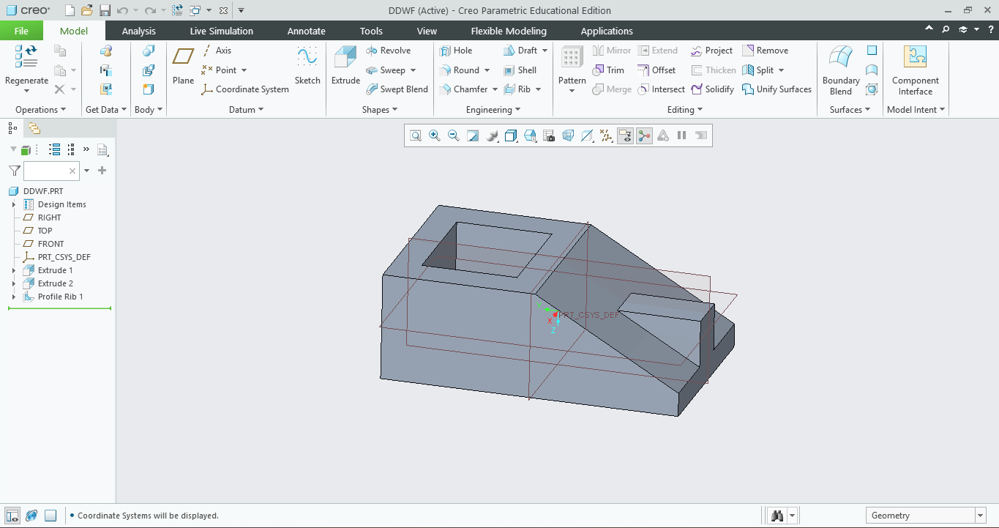 creo DDWF (Active) - Creo Parametric Educational Edition
File Model Analysis Live Simulation Annotate Tools View Flexible Modeling Applications
Regenerate
Operations
Get Data
Body
Plane
Axis
Point
Coordinate System
Sketch
Datum
Extrude
Revolve
Sweep
Swept Blend
Shapes
Hole
Round
Chamfer
Draft
Shell
Rib
Engineering
Pattern
Mirror
Trim
Merge
Extend
Offset
Intersect
Project
Thicken
Solidify
Remove
Split
Unify Surfaces
Editing
Boundary
Blend
Surfaces
Component
Interface
Model Intent
DDWF.PRT
Design Items
RIGHT
TOP
FRONT
PRT_CSYS_DEF
Extrude 1
Extrude 2
Profile Rib 1
PRT_CSYS_DEF
X
Z
• Coordinate Systems will be displayed.
Geometry